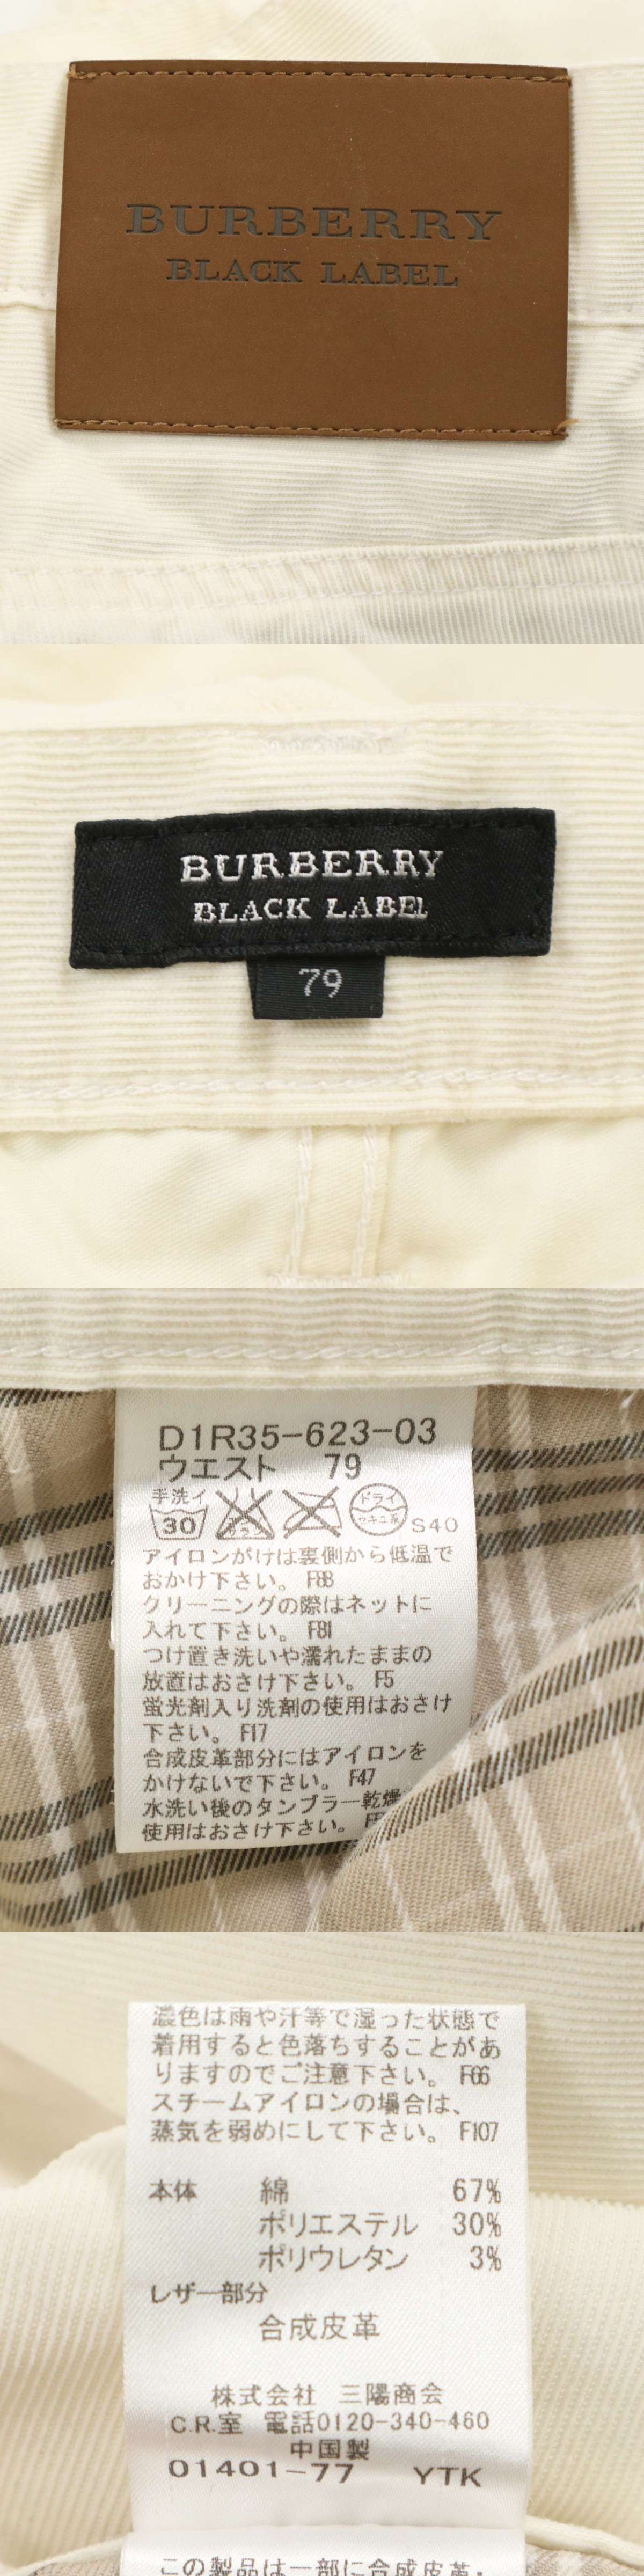 BURBERRY
BLACK LABEL
BURBERRY
BLACK LABEL
79
D1R35-623-03
ウエスト 79
手洗イ
30
ドライ
セキユ系
S40
アイロンがけは裏側から低温で
おかけ下さい。 F88
クリーニングの際はネットに
入れて下さい。 F81
つけ置き洗いや濡れたままの
放置はおさけ下さい。 F5
蛍光剤入り洗剤の使用はおさけ
下さい。 F17
合成皮革部分にはアイロンを
かけないで下さい。 F47
水洗い後のタンブラー乾燥
使用はおさけ下さい。
濃色は雨や汗等で湿った状態で
着用すると色落ちすることがあ
りますのでご注意下さい。 F66
スチームアイロンの場合は、
蒸気を弱めにして下さい。 F107
本体 綿 67%
ポリエステル 30%
ポリウレタン 3%
レザー部分
合成皮革
株式会社 三陽商会
C.R.室 電話0120-340-460
中国製
01401-77 YTK
この製品は一部に合成皮革・